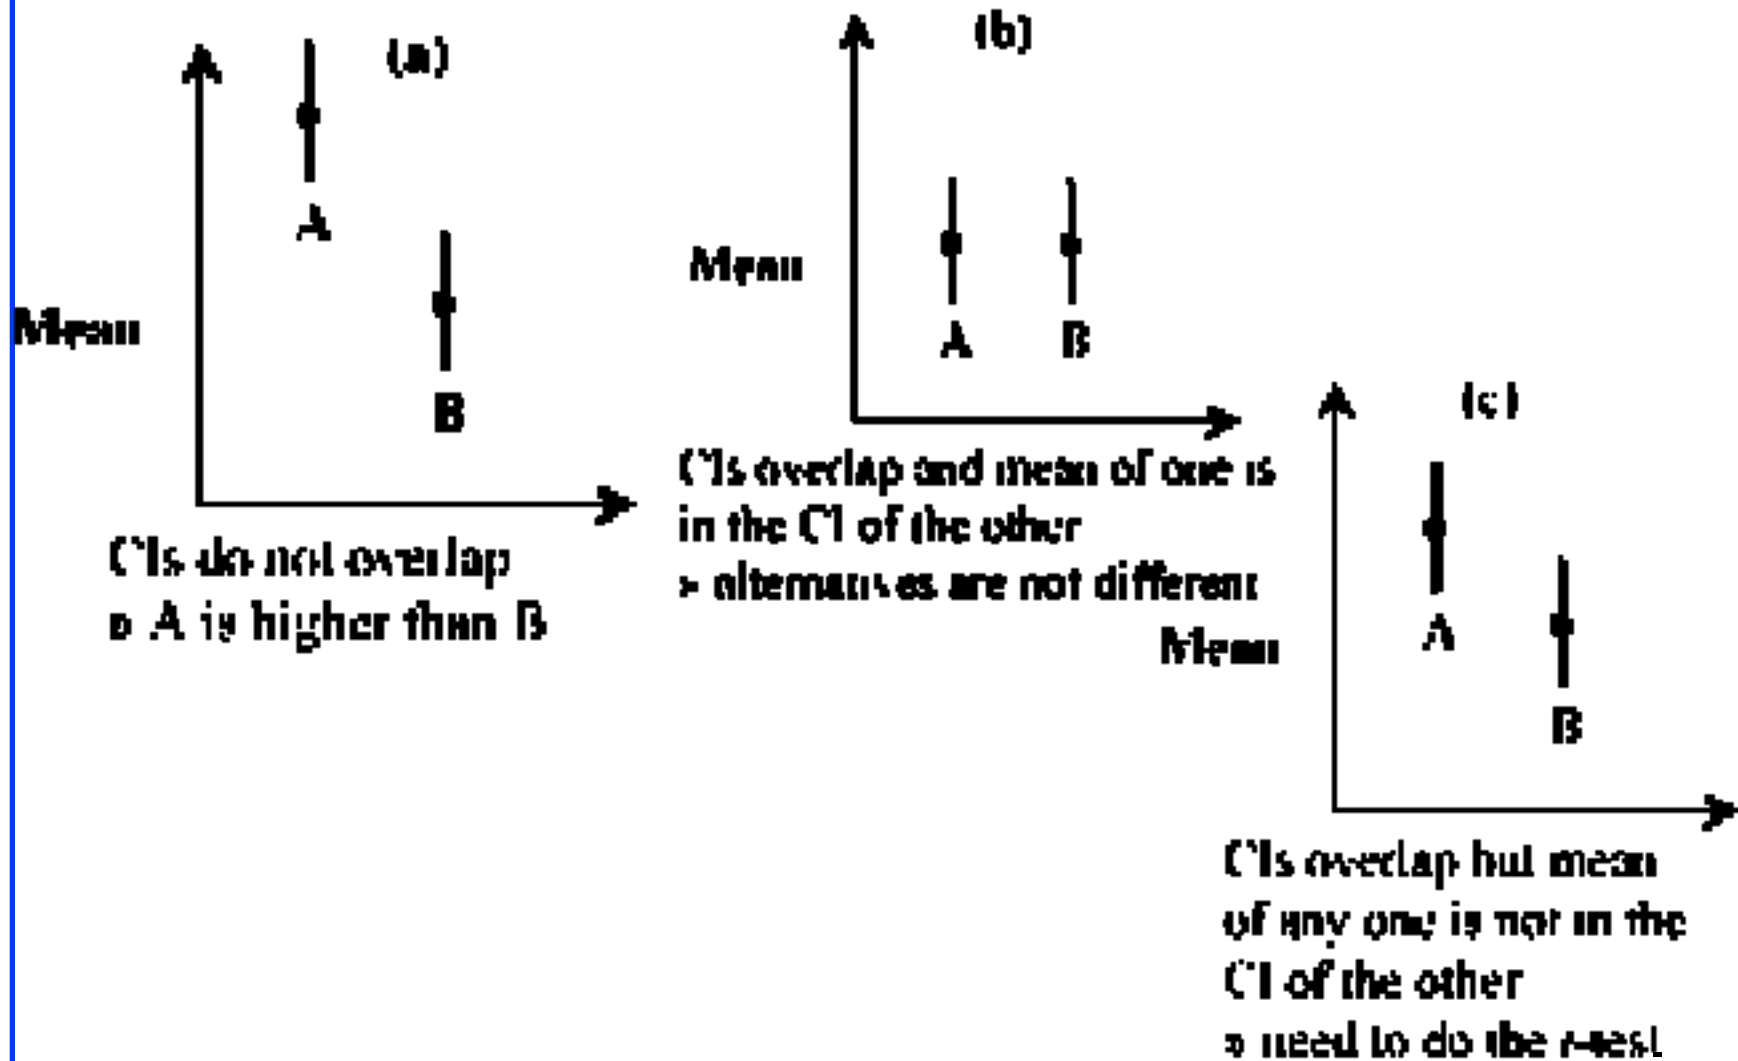 (a)
A
B
Mean
CIs do not overlap
A is higher than B
(b)
Mean
A
B
CIs overlap and mean of one is
in the CI of the other
alternatives are not different
(c)
Mean
A
B
CIs overlap but mean
of any one is not in the
CI of the other
need to do the t-test